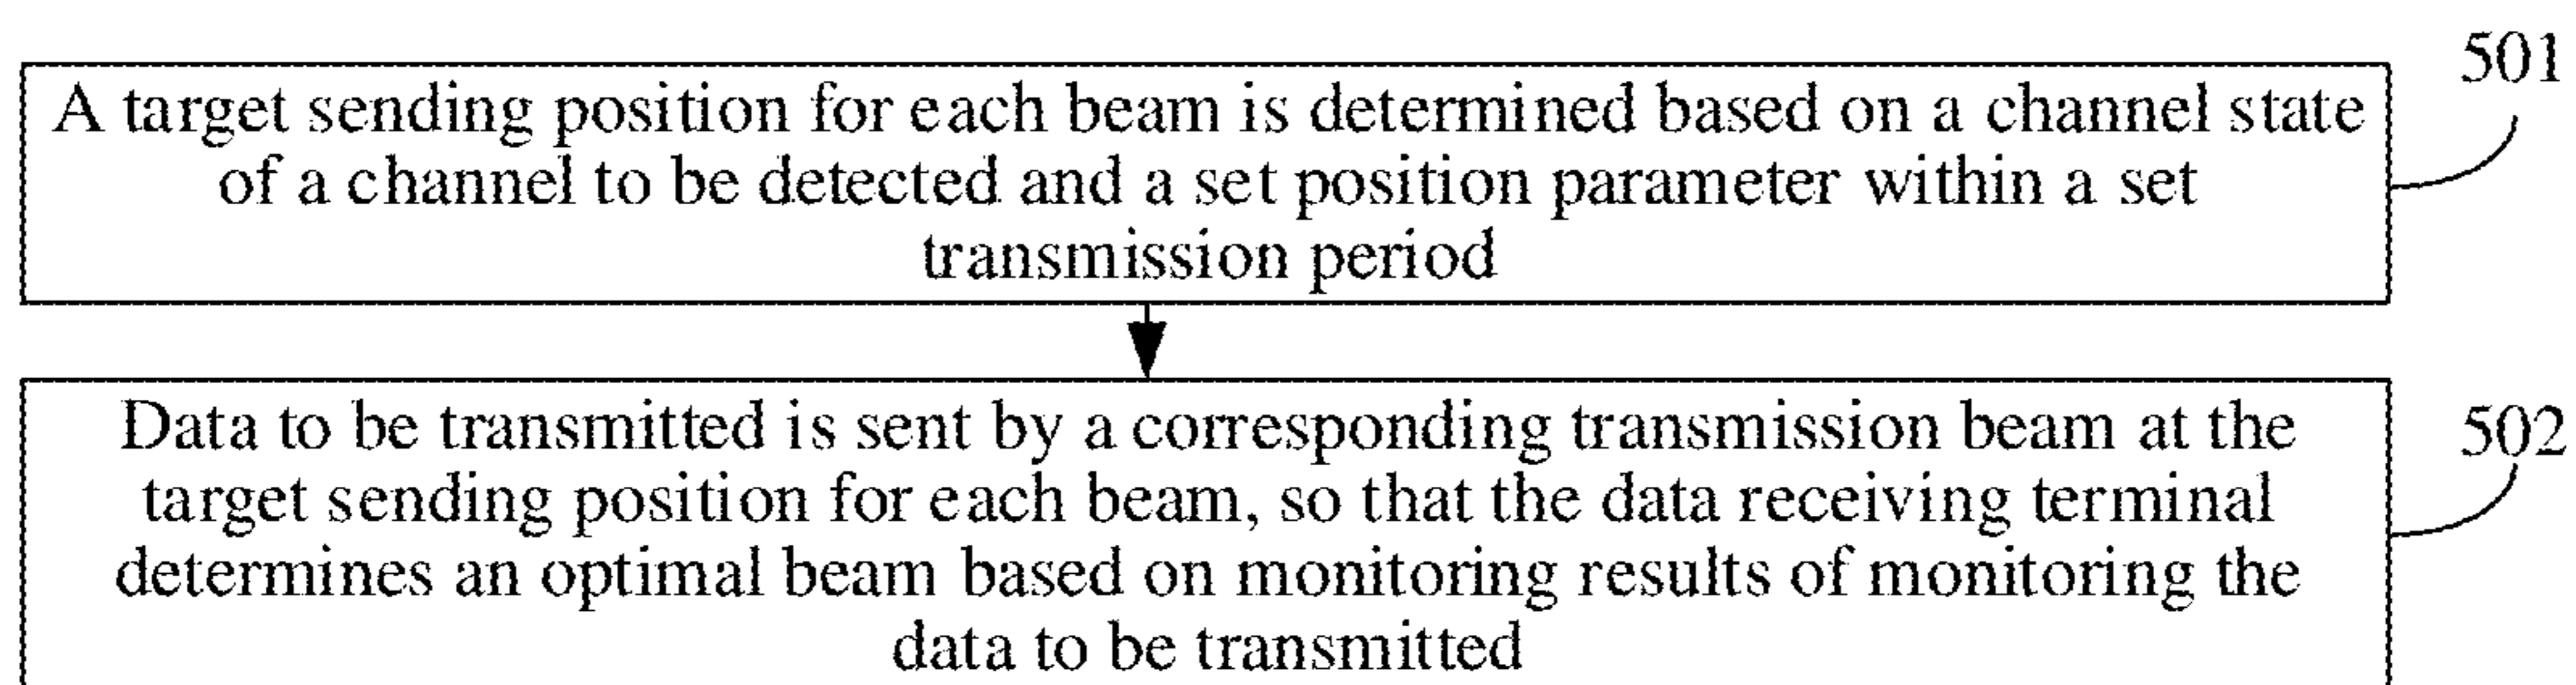 501
A target sending position for each beam is determined based on a channel state
of a channel to be detected and a set position parameter within a set
transmission period
502
Data to be transmitted is sent by a corresponding transmission beam at the
target sending position for each beam, so that the data receiving terminal
determines an optimal beam based on monitoring results of monitoring the
data to be transmitted